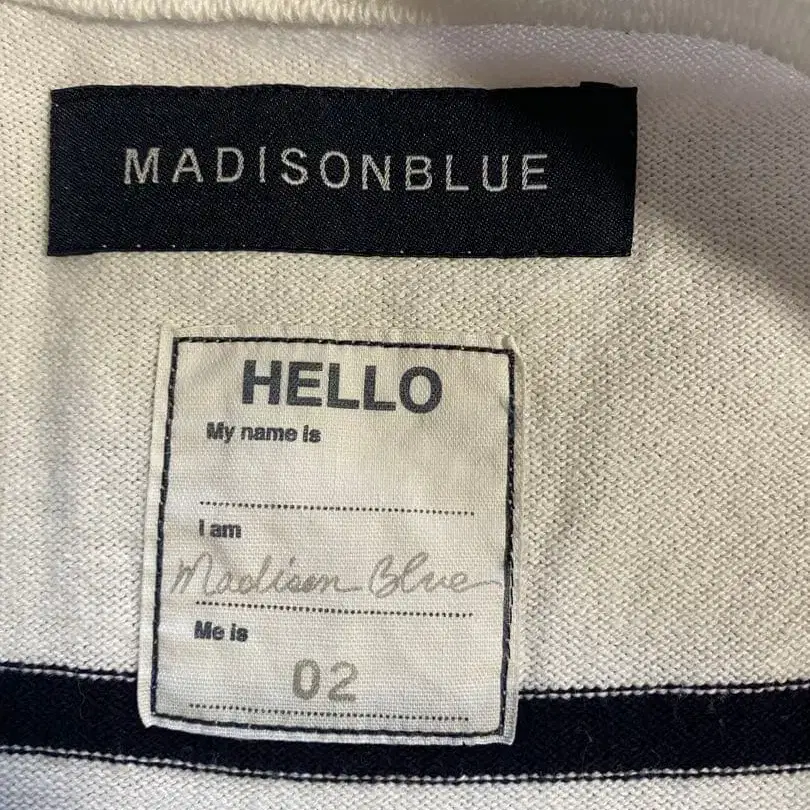 MADISONBLUE
HELLO
My name is
I am
Madison Blue
Me is
02